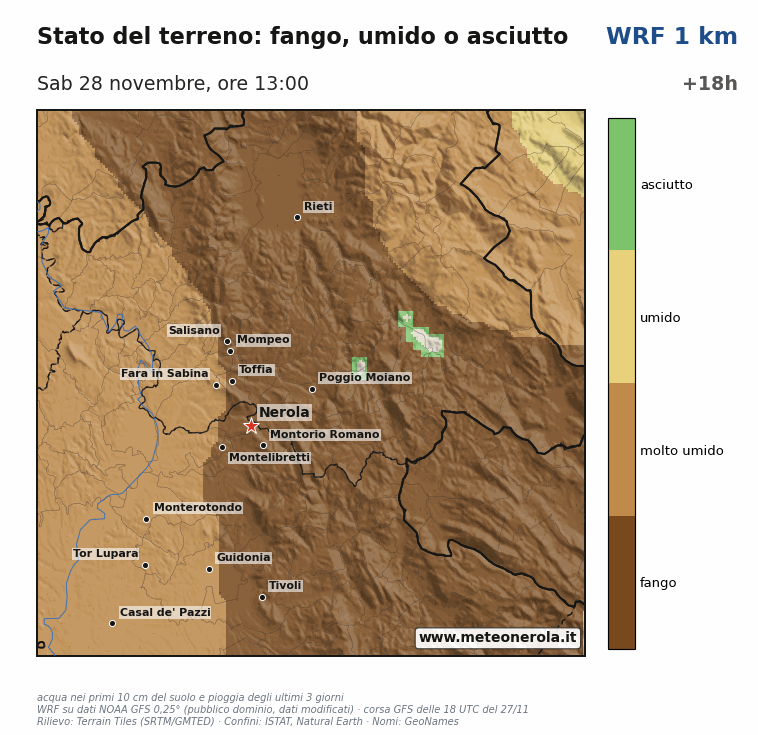 Stato del terreno: fango, umido o asciutto
WRF 1 km
Sab 28 novembre, ore 13:00
+18h
Rieti
Salisano
Mompeo
Fara in Sabina
Toffia
Poggio Moiano
Nerola
Montorio Romano
Montelibretti
Monterotondo
Tor Lupara
Guidonia
Tivoli
Casal de' Pazzi
www.meteonerola.it
asciutto
umido
molto umido
fango
acqua nei primi 10 cm del suolo e pioggia degli ultimi 3 giorni
WRF su dati NOAA GFS 0,25° (pubblico dominio, dati modificati) · corsa GFS delle 18 UTC del 27/11
Rilievo: Terrain Tiles (SRTM/GMTED) · Confini: ISTAT, Natural Earth · Nomi: GeoNames